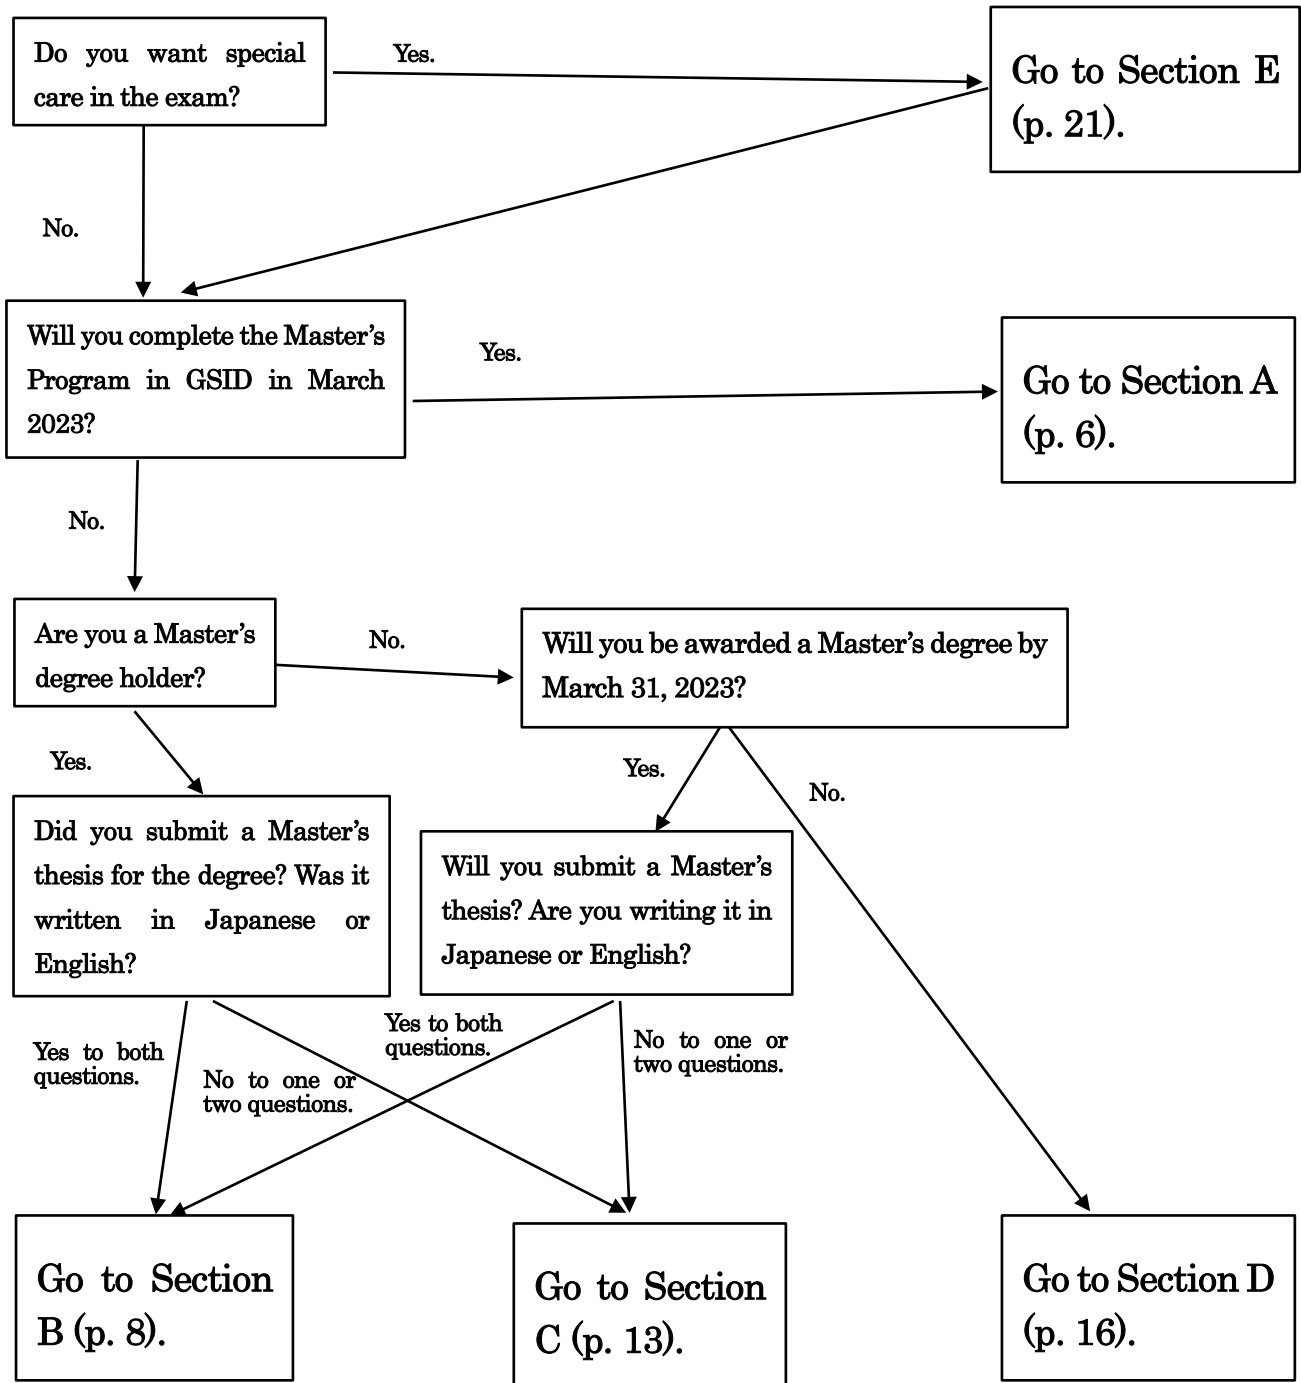 Do you want special
care in the exam?
Yes.
Go to Section E
(p. 21).
No.
Will you complete the Master's
Program in GSID in March
2023?
Yes.
Go to Section A
(p. 6).
No.
Are you a Master's
degree holder?
No.
Will you be awarded a Master's degree by
March 31, 2023?
Yes.
Yes.
No.
Did you submit a Master's
thesis for the degree? Was it
written in Japanese or
English?
Will you submit a Master's
thesis? Are you writing it in
Japanese or English?
Yes to both
questions.
No to one or
two questions.
Yes to both
questions.
No to one or
two questions.
Go to Section
B (p. 8).
Go to Section
C (p. 13).
Go to Section D
(p. 16).